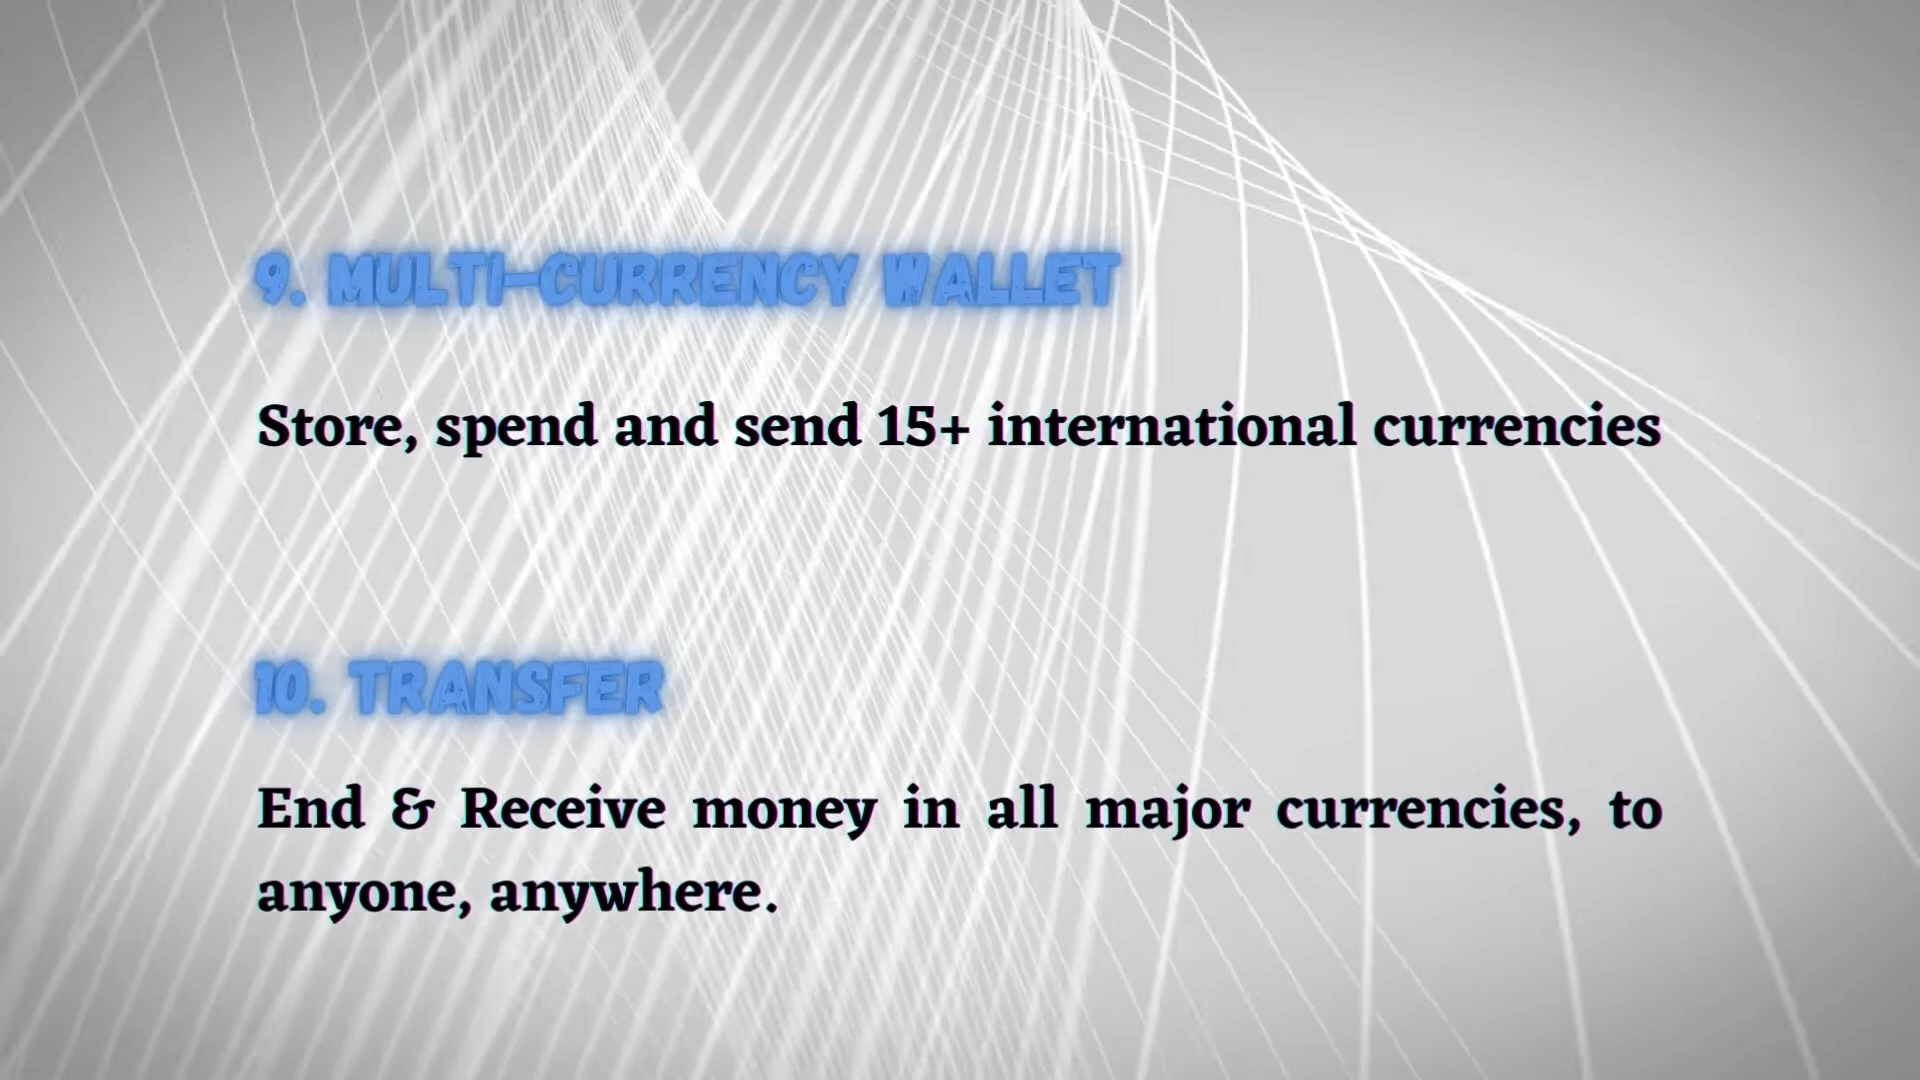 9. MULTI-CURRENCY WALLET
Store, spend and send 15+ international currencies
10. TRANSFER
End & Receive money in all major currencies, to
anyone, anywhere.